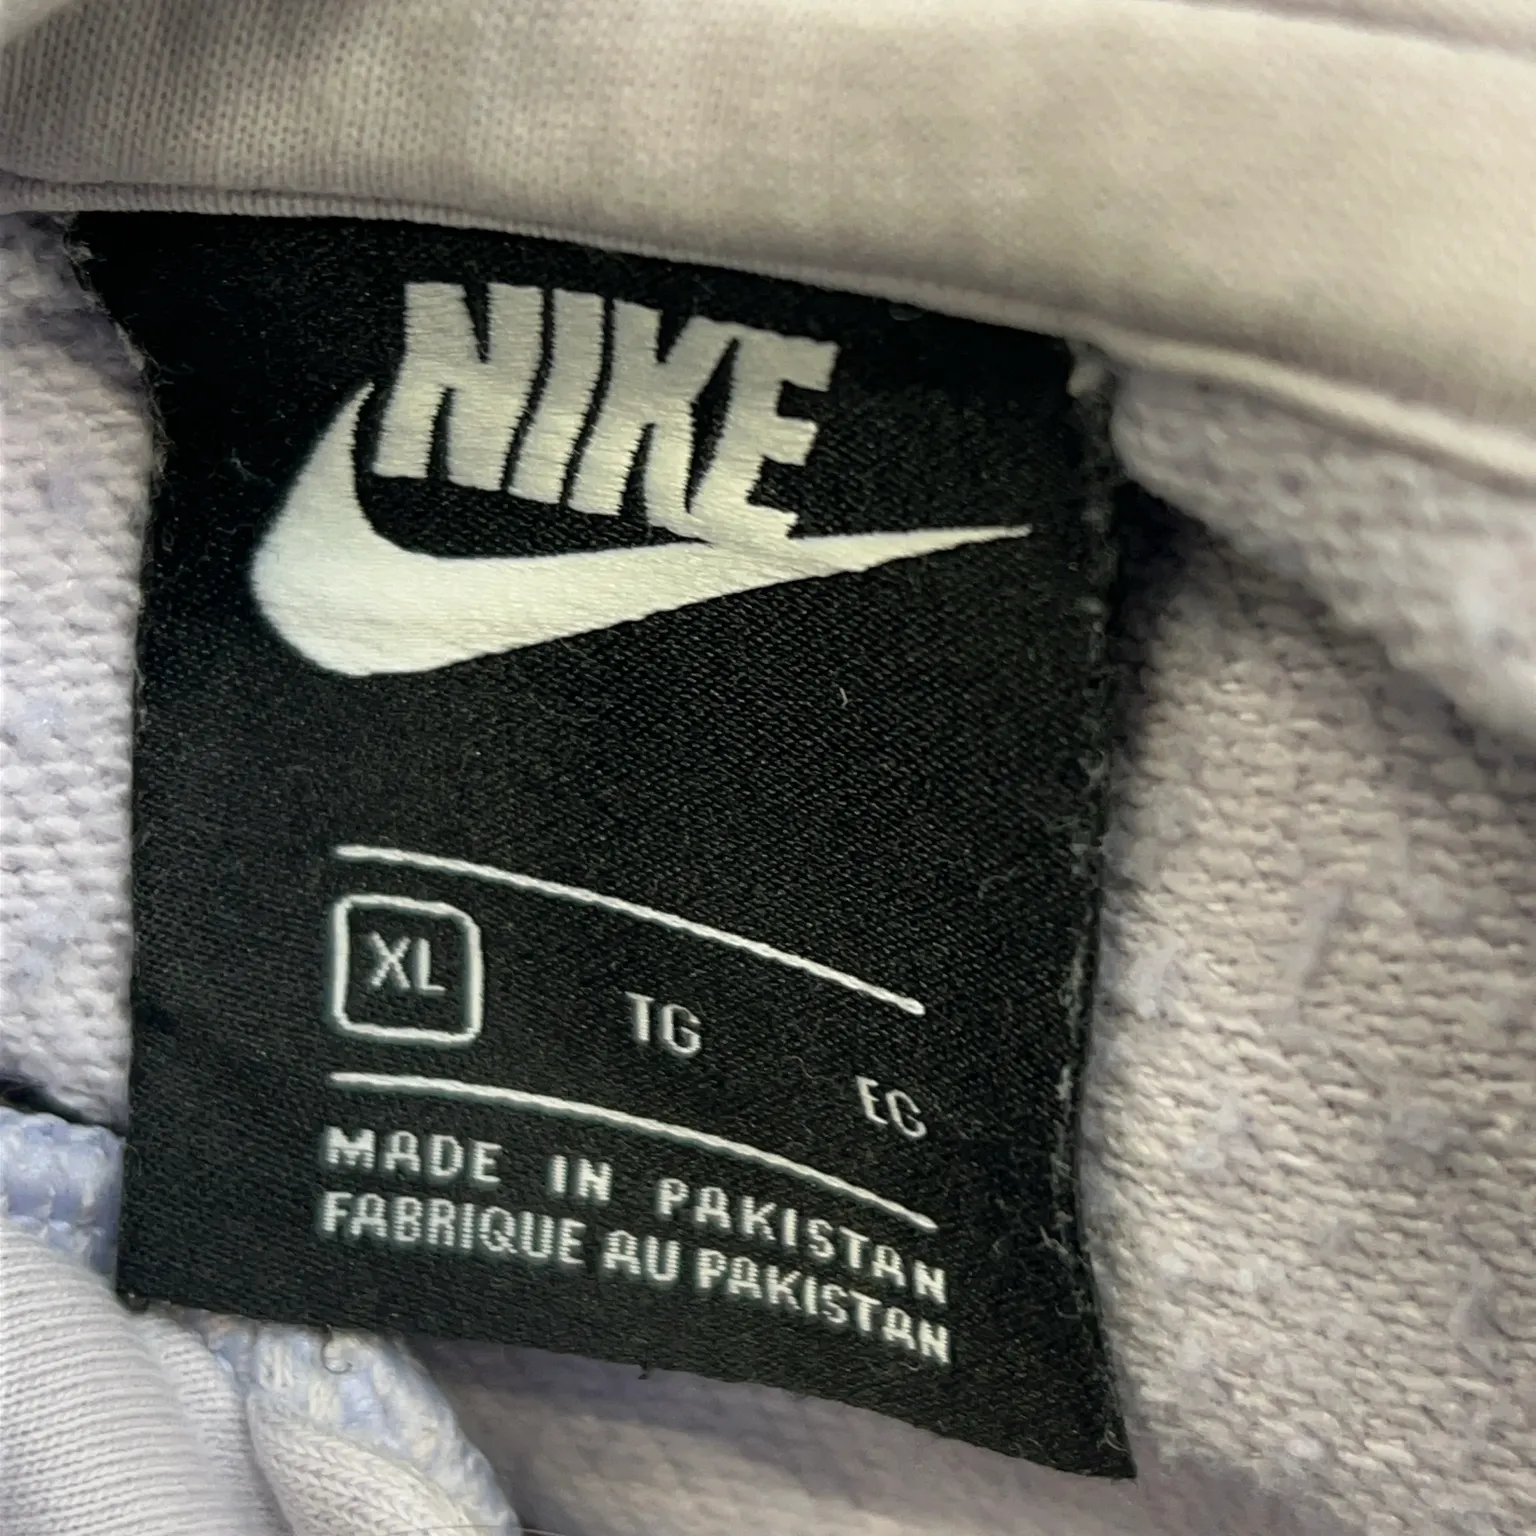 NIKE
XL TG EG
MADE IN PAKISTAN
FABRIQUE AU PAKISTAN